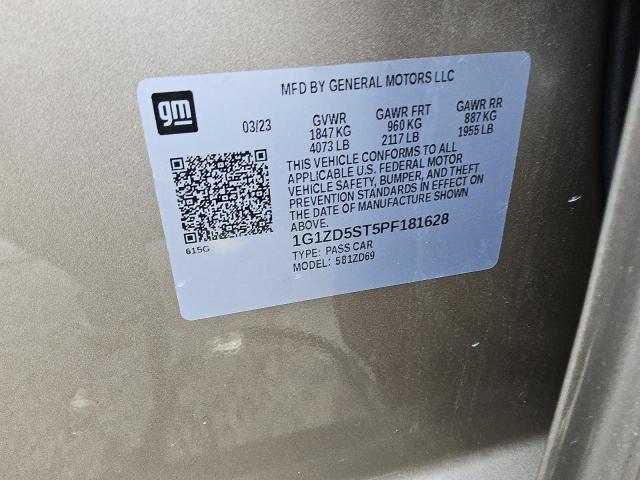 MFD BY GENERAL MOTORS LLC
gm
03/23
GVWR GAWR FRT GAWR RR
1847 KG 960 KG 887 KG
4073 LB 2117 LB 1955 LB
THIS VEHICLE CONFORMS TO ALL
APPLICABLE U.S. FEDERAL MOTOR
VEHICLE SAFETY, BUMPER, AND THEFT
PREVENTION STANDARDS IN EFFECT ON
THE DATE OF MANUFACTURE SHOWN
ABOVE.
615G
1G1ZD5ST5PF181628
TYPE: PASS CAR
MODEL: 581ZD69